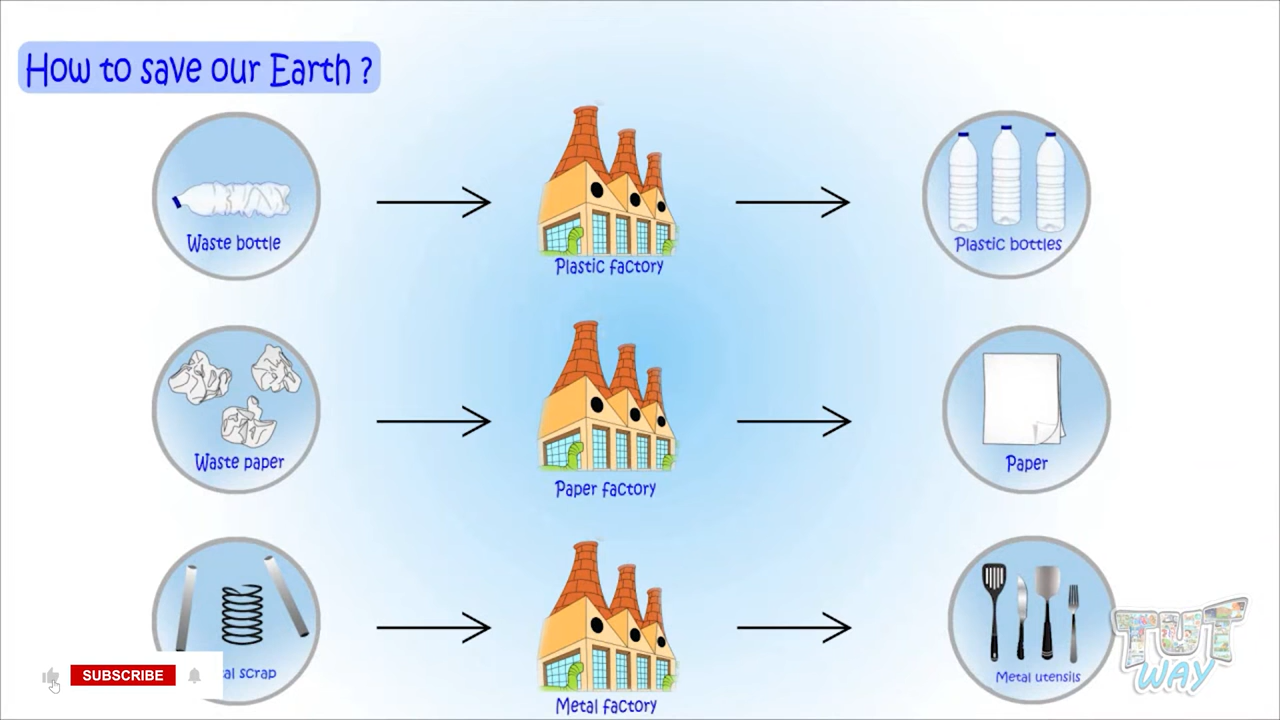 How to save our Earth ?
Waste bottle
Plastic factory
Plastic bottles
Waste paper
Paper factory
Paper
scrap
Metal factory
Metal utensils
SUBSCRIBE
TUT
WAY